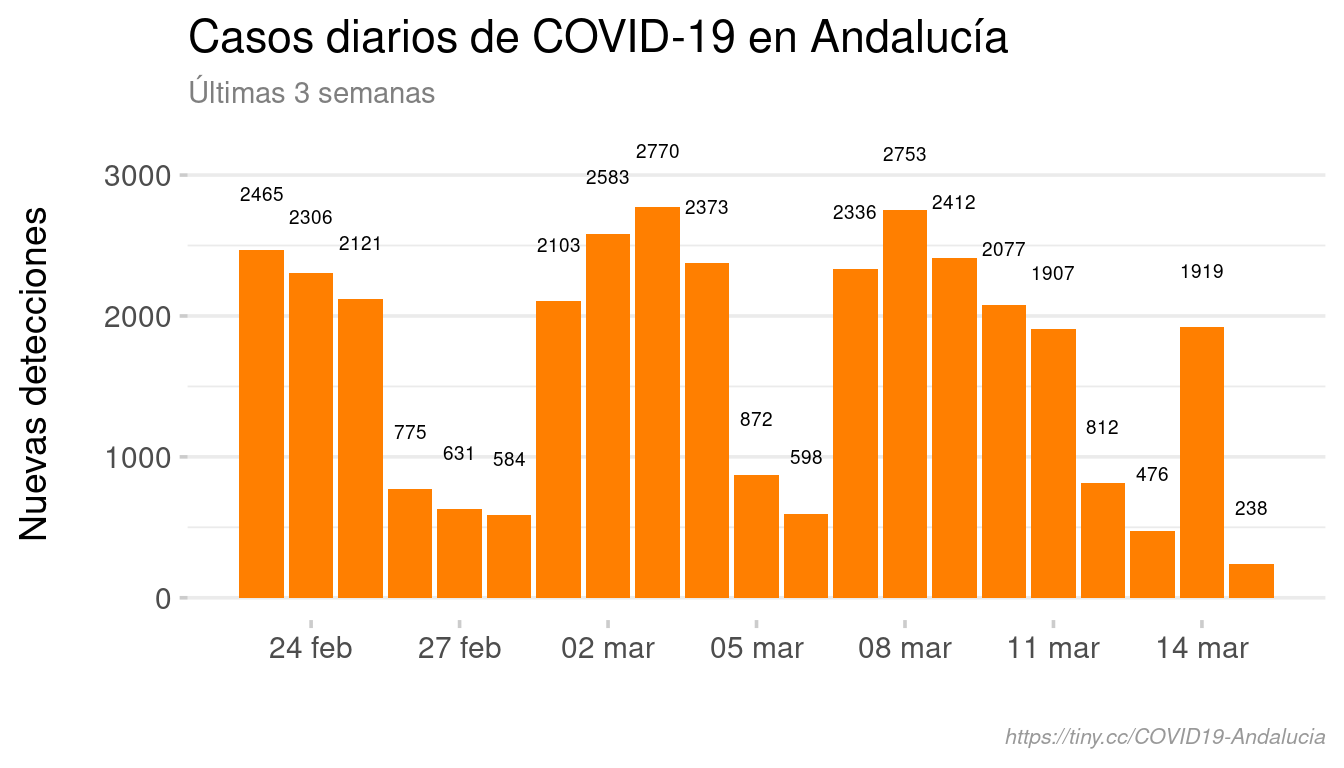 Casos diarios de COVID-19 en Andalucía
Últimas 3 semanas
Nuevas detecciones
3000
2000
1000
0
2465
2306
2121
775
631
584
2103
2583
2770
2373
872
598
2336
2753
2412
2077
1907
812
476
1919
238
24 feb
27 feb
02 mar
05 mar
08 mar
11 mar
14 mar
https://tiny.cc/COVID19-Andalucia